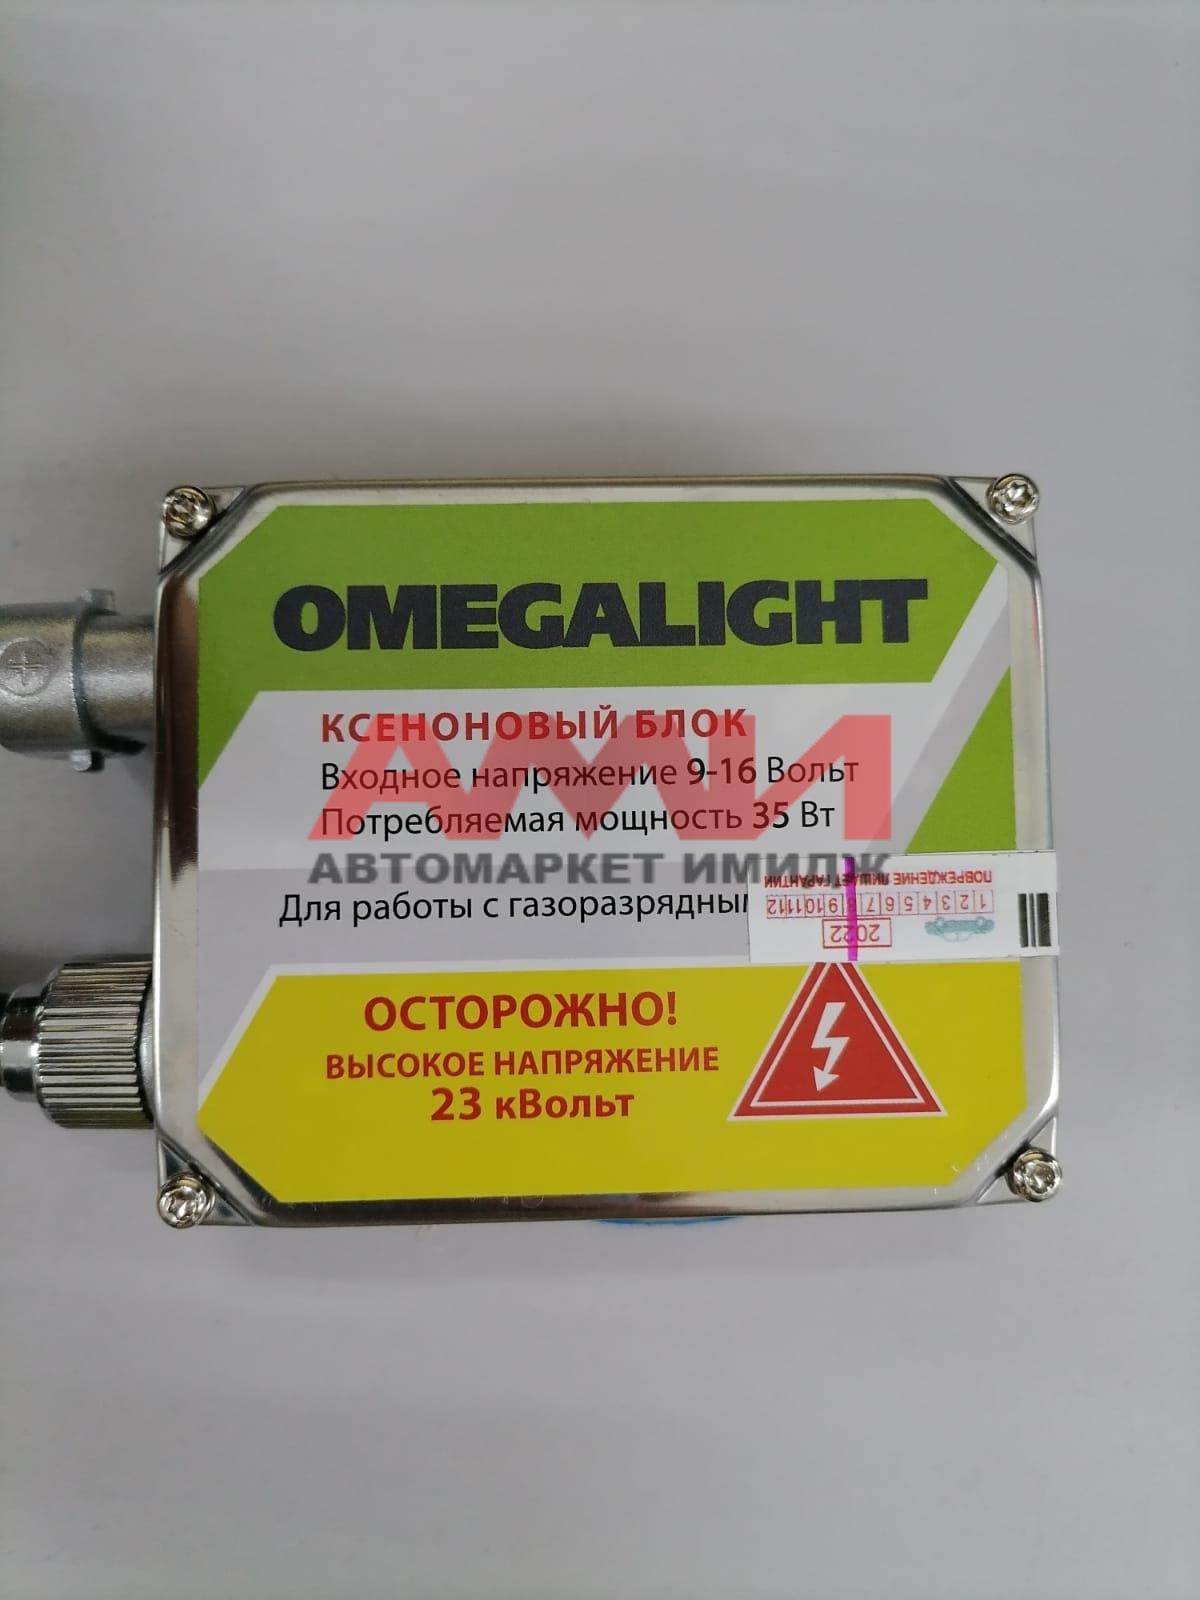 OMEGALIGHT
КСЕНОНОВЫЙ БЛОК
Входное напряжение 9-16 Вольт
Потребляемая мощность 35 Вт
АМИ
АВТОМАРКЕТ ИМИДЖ
Для работы с газоразрядным
ПОВРЕЖДЕНИЕ ЛИШАЕТ ГАРАНТИИ
1 2 3 4 5 6 7 8 9 10 11 12
2022
ОСТОРОЖНО!
ВЫСОКОЕ НАПРЯЖЕНИЕ
23 кВольт